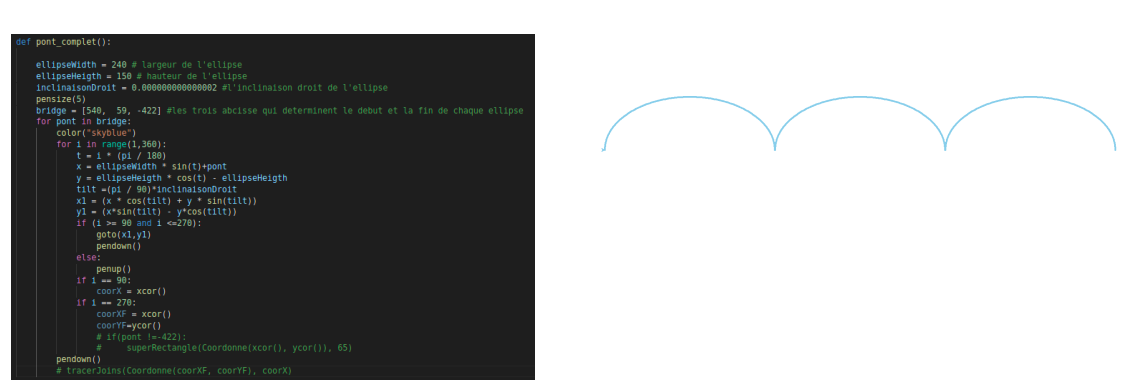 def pont_complet():
ellipseWidth = 240 # largeur de l'ellipse
ellipseHeigth = 150 # hauteur de l'ellipse
inclinaisonDroit = 0.000000000000002 #l'inclinaison droit de l'ellipse
pensize(5)
bridge = [540,  59, -422] #les trois abcisse qui determinent le debut et la fin de chaque ellipse
for pont in bridge:
color("skyblue")
for i in range(1,360):
t = i * (pi / 180)
x = ellipseWidth * sin(t)+pont
y = ellipseHeigth * cos(t) - ellipseHeigth
tilt =(pi / 90)*inclinaisonDroit
x1 = (x * cos(tilt) + y * sin(tilt))
y1 = (x*sin(tilt) - y*cos(tilt))
if (i >= 90 and i <=270):
goto(x1,y1)
pendown()
else:
penup()
if i == 90:
coorX = xcor()
if i == 270:
coorXF = xcor()
coorYF=ycor()
# if(pont !=-422):
#     superRectangle(Coordonne(xcor(), ycor()), 65)
pendown()
# tracerJoins(Coordonne(coorXF, coorYF), coorX)